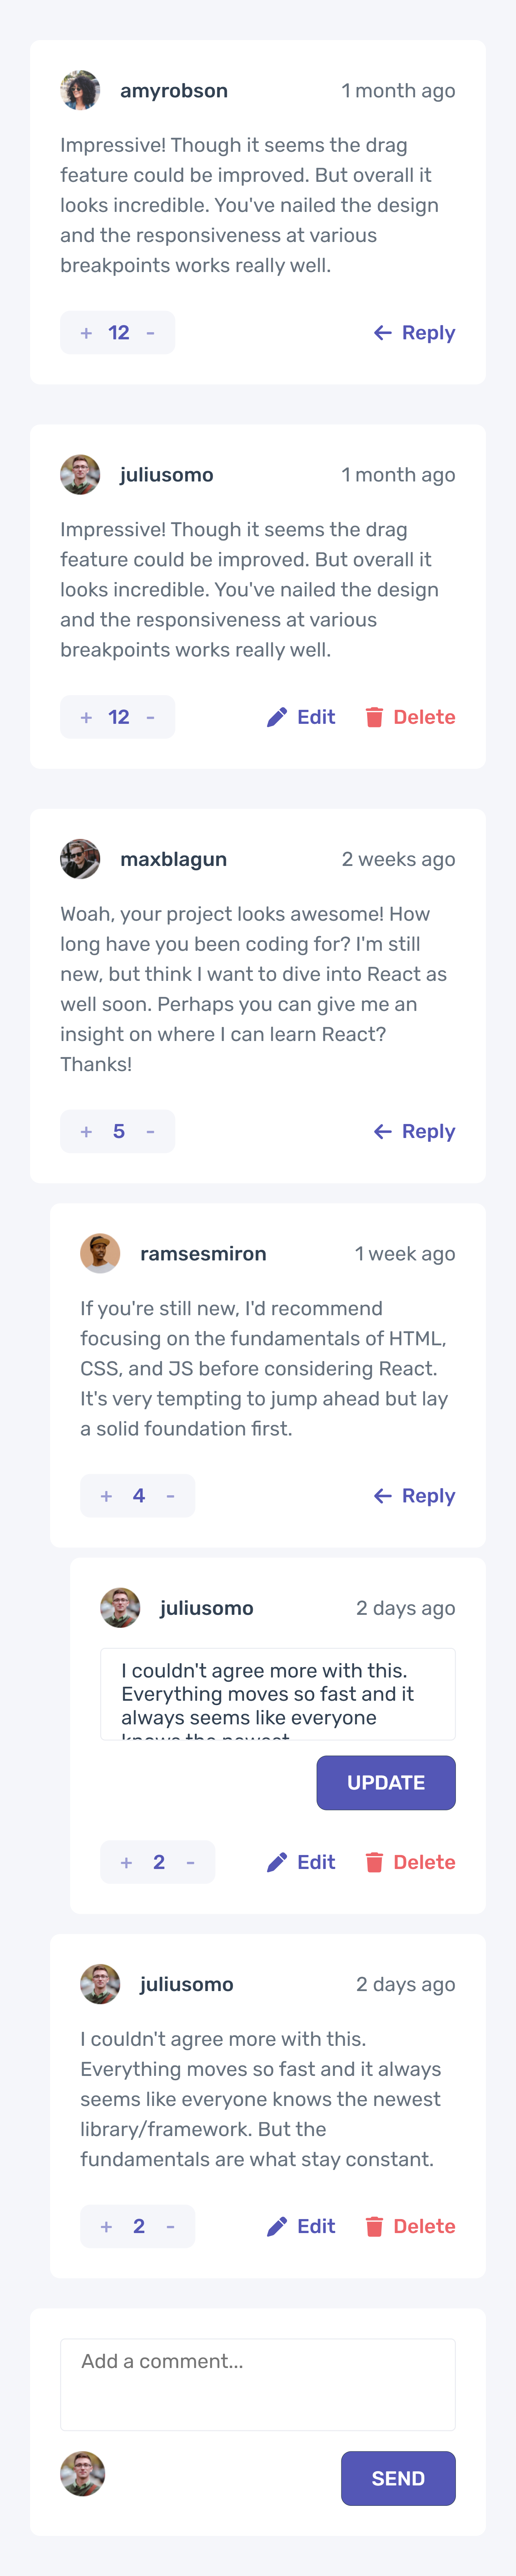 amyrobson 1 month ago
Impressive! Though it seems the drag
feature could be improved. But overall it
looks incredible. You've nailed the design
and the responsiveness at various
breakpoints works really well.
+ 12 - Reply
juliusomo 1 month ago
Impressive! Though it seems the drag
feature could be improved. But overall it
looks incredible. You've nailed the design
and the responsiveness at various
breakpoints works really well.
+ 12 - Edit Delete
maxblagun 2 weeks ago
Woah, your project looks awesome! How
long have you been coding for? I'm still
new, but think I want to dive into React as
well soon. Perhaps you can give me an
insight on where I can learn React?
Thanks!
+ 5 - Reply
ramsesmiron 1 week ago
If you're still new, I'd recommend
focusing on the fundamentals of HTML,
CSS, and JS before considering React.
It's very tempting to jump ahead but lay
a solid foundation first.
+ 4 - Reply
juliusomo 2 days ago
I couldn't agree more with this.
Everything moves so fast and it
always seems like everyone
knows the newest
UPDATE
+ 2 - Edit Delete
juliusomo 2 days ago
I couldn't agree more with this.
Everything moves so fast and it always
seems like everyone knows the newest
library/framework. But the
fundamentals are what stay constant.
+ 2 - Edit Delete
Add a comment...
SEND